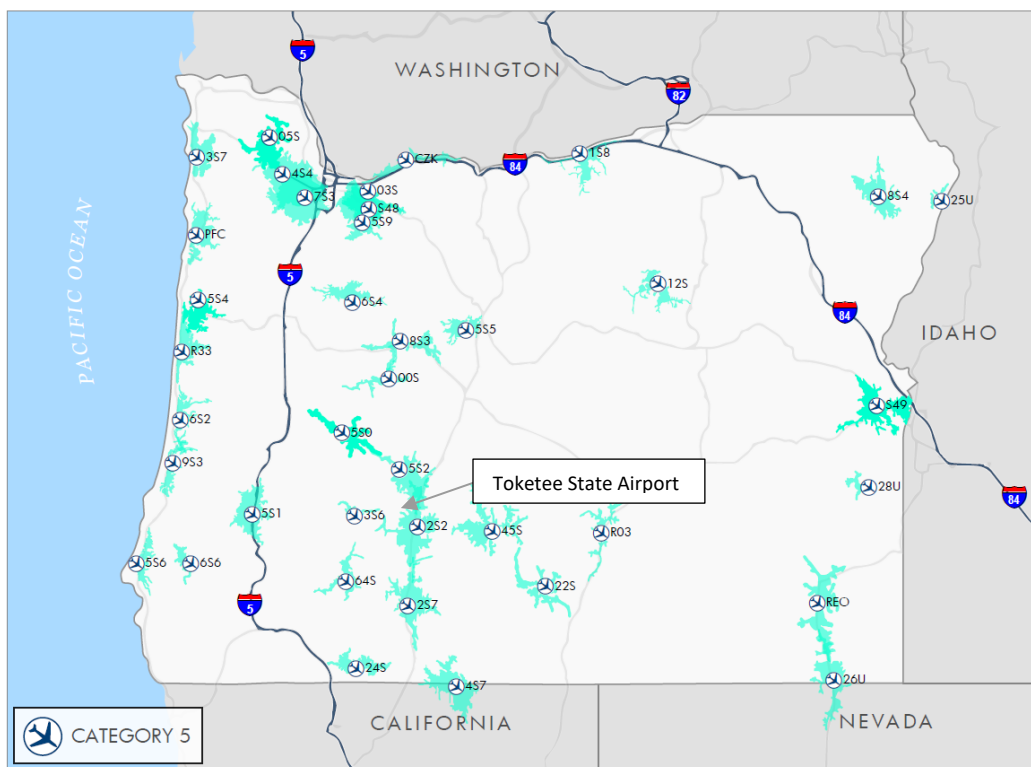 5
WASHINGTON
82
05S
3S7
CZK
84
1S8
4S4
7S3
03S
S48
5S9
8S4
25U
PFC
PACIFIC OCEAN
5
12S
5S4
6S4
84
5S5
IDAHO
R33
8S3
00S
S49
6S2
5S0
9S3
5S2
Toketee State Airport
28U
84
5S1
3S6
2S2
45S
R03
5S6
6S6
64S
22S
5
2S7
REO
24S
4S7
26U
CALIFORNIA
NEVADA
CATEGORY 5